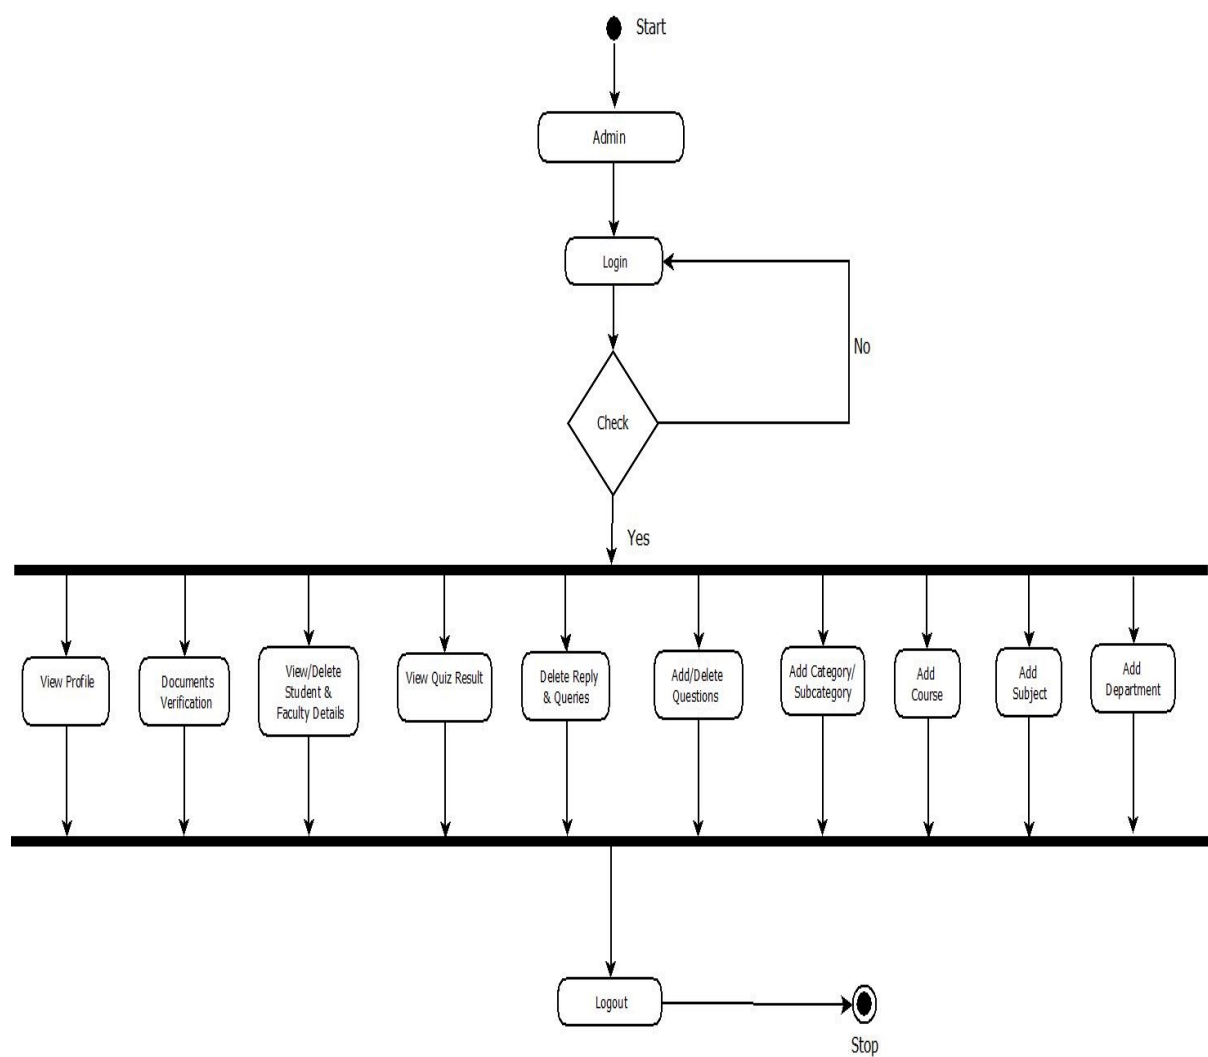 Start
Admin
Login
No
Check
Yes
View Profile
Documents
Verification
View/Delete
Student &
Faculty Details
View Quiz Result
Delete Reply
& Queries
Add/Delete
Questions
Add Category/
Subcategory
Add
Course
Add
Subject
Add
Department
Logout
Stop